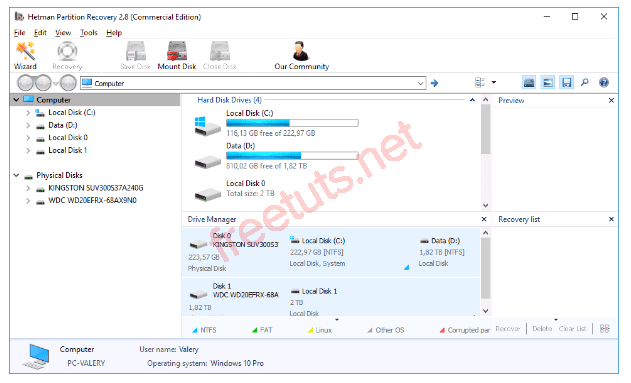 Hetman Partition Recovery 2.8 (Commercial Edition)
File Edit View Tools Help
Wizard Recovery Save Disk Mount Disk Close Disk Our Community
Computer
Computer
Local Disk (C:)
Data (D:)
Local Disk 0
Local Disk 1
Physical Disks
KINGSTON SUV300S37A240G
WDC WD20EFRX-68AX9N0
Hard Disk Drives (4)
Local Disk (C:)
116,13 GB free of 222,97 GB
Data (D:)
810,02 GB free of 1,82 TB
Local Disk 0
Total size: 2 TB
Preview
Drive Manager
Disk 0
KINGSTON SUV300S3
223,57 GB
Physical Disk
Local Disk (C:)
222,97 GB [NTFS]
Local Disk, System
Data (D:)
1,82 TB [NTFS]
Local Disk
Disk 1
WDC WD20EFRX-68A
1,82 TB
Local Disk 1
2 TB
Local Disk
NTFS FAT Linux Other OS Corrupted par
Recovery list
Recover Delete Clear List
Computer
PC-VALERY
User name: Valery
Operating system: Windows 10 Pro
freetuts.net